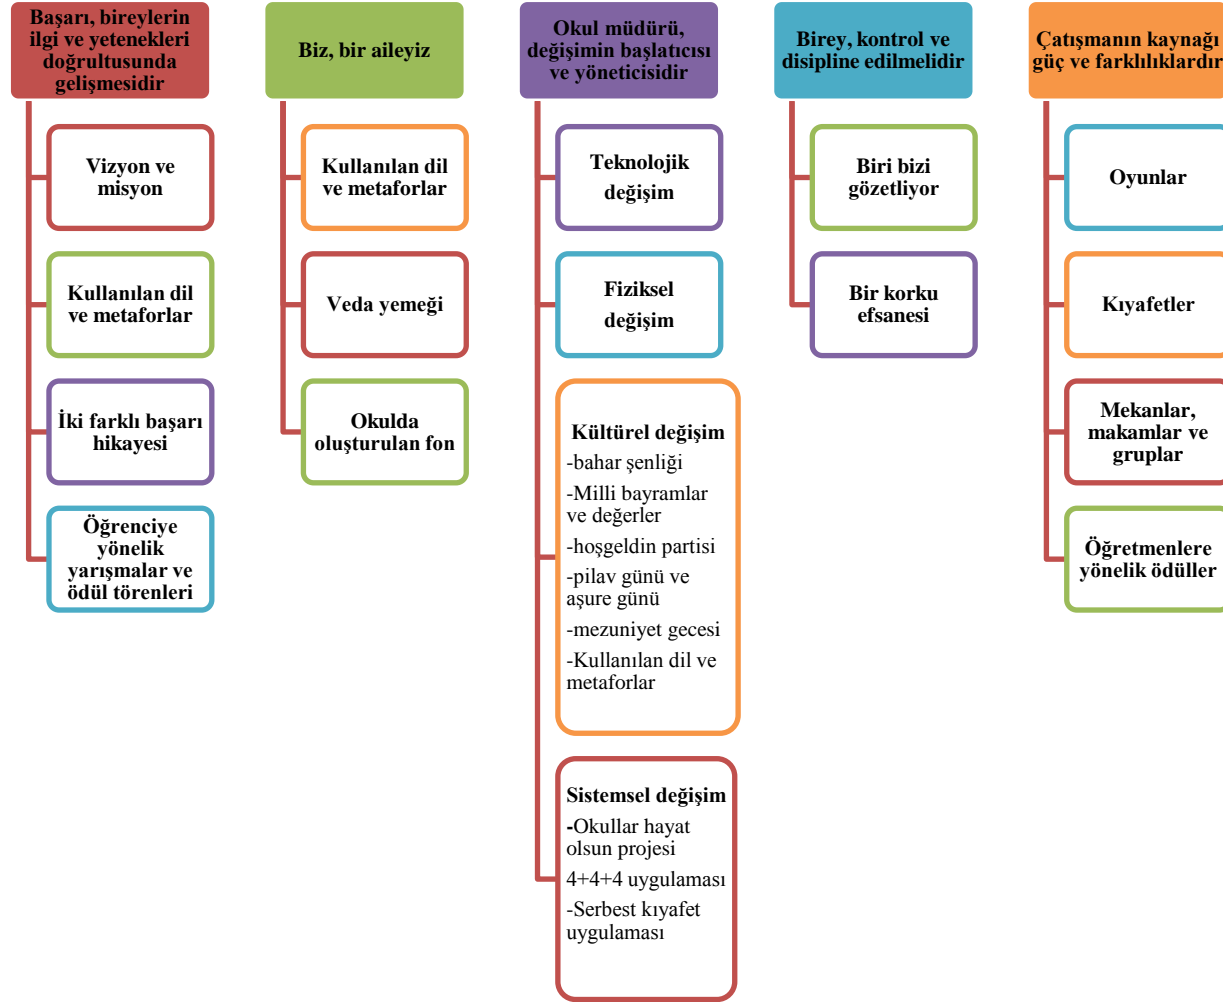 Başarı, bireylerin
ilgi ve yetenekleri
doğrultusunda
gelişmesidir
Vizyon ve
misyon
Kullanılan dil
ve metaforlar
İki farklı başarı
hikayesi
Öğrenciye
yönelik
yarışmalar ve
ödül törenleri
Biz, bir aileyiz
Kullanılan dil
ve metaforlar
Veda yemeği
Okulda
oluşturulan fon
Okul müdürü,
değişimin başlatıcısı
ve yöneticisidir
Teknolojik
değişim
Fiziksel
değişim
Kültürel değişim
-bahar şenliği
-Milli bayramlar
ve değerler
-hoşgeldin partisi
-pilav günü ve
aşure günü
-mezuniyet gecesi
-Kullanılan dil ve
metaforlar
Sistemsel değişim
-Okullar hayat
olsun projesi
4+4+4 uygulaması
-Serbest kıyafet
uygulaması
Birey, kontrol ve
disipline edilmelidir
Biri bizi
gözetliyor
Bir korku
efsanesi
Çatışmanın kaynağı
güç ve farklılıklardır
Oyunlar
Kıyafetler
Mekanlar,
makamlar ve
gruplar
Öğretmenlere
yönelik ödüller